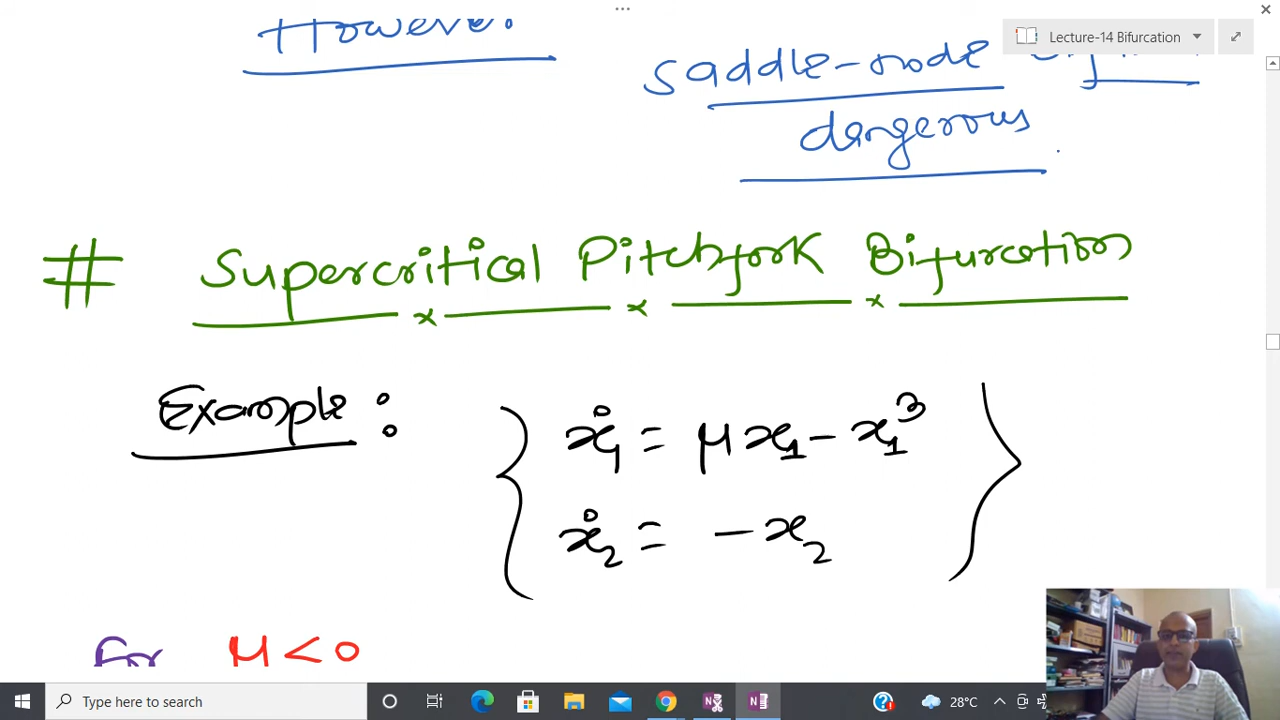 Lecture-14 Bifurcation
However.
saddle-node
dangerous
# Supercritical Pitchfork Bifurcation
Example:
ẋ₁ = μx₁ - x₁³
ẋ₂ = -x₂
For μ < 0
Type here to search
28°C